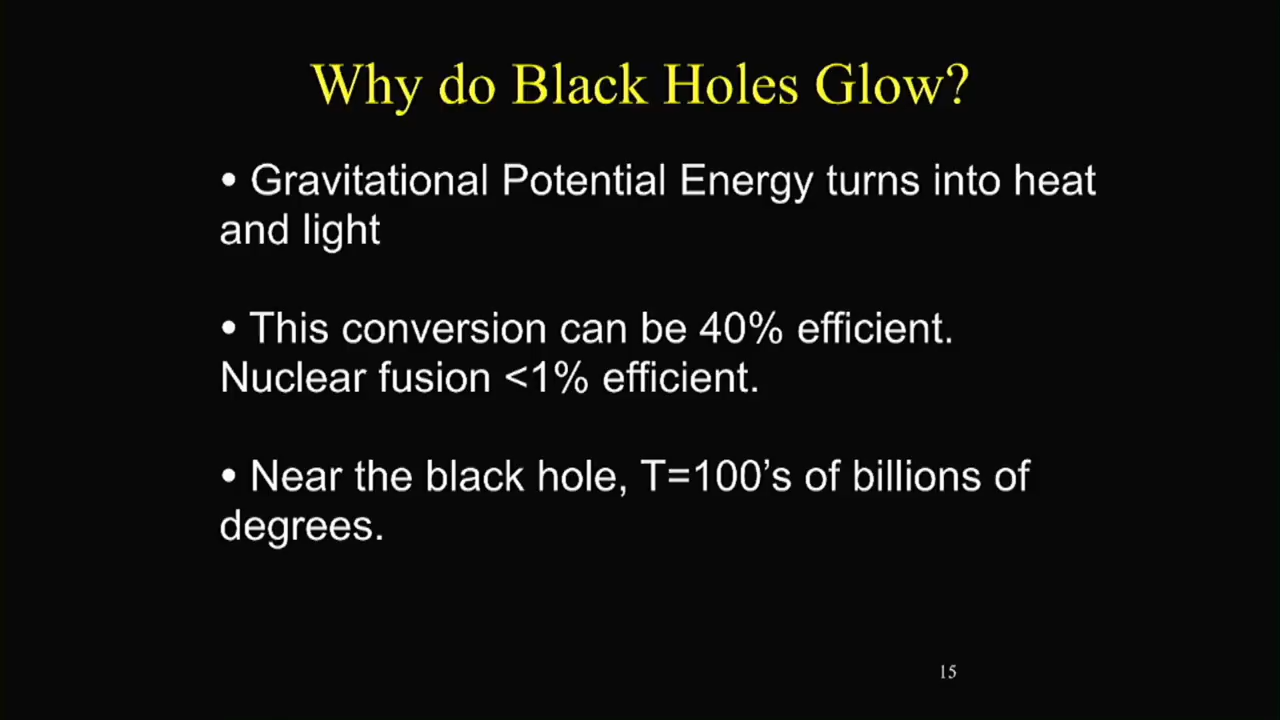 Why do Black Holes Glow?
• Gravitational Potential Energy turns into heat
and light
• This conversion can be 40% efficient.
Nuclear fusion <1% efficient.
• Near the black hole, T=100’s of billions of
degrees.
15